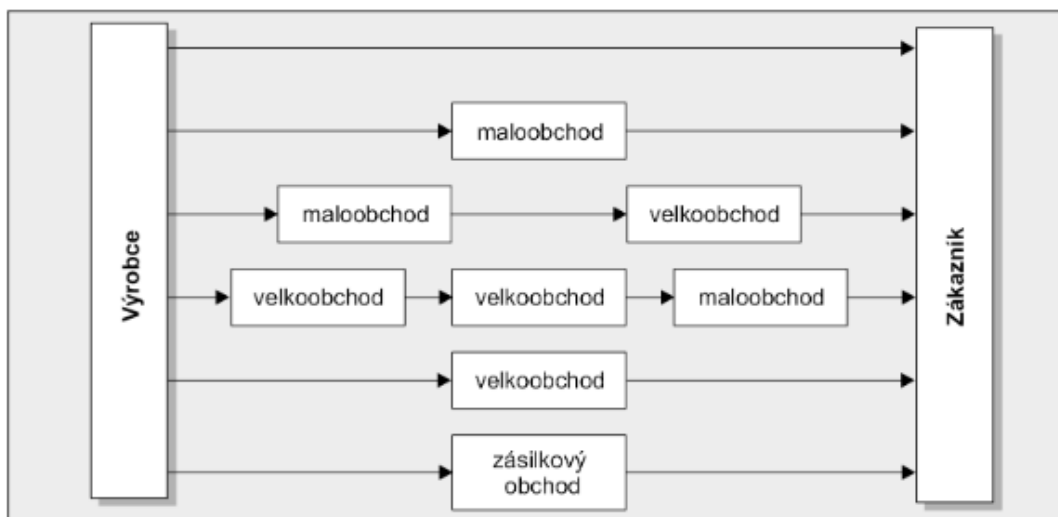 Výrobce
maloobchod
maloobchod
velkoobchod
velkoobchod
velkoobchod
maloobchod
velkoobchod
zásilkový
obchod
Zákazník